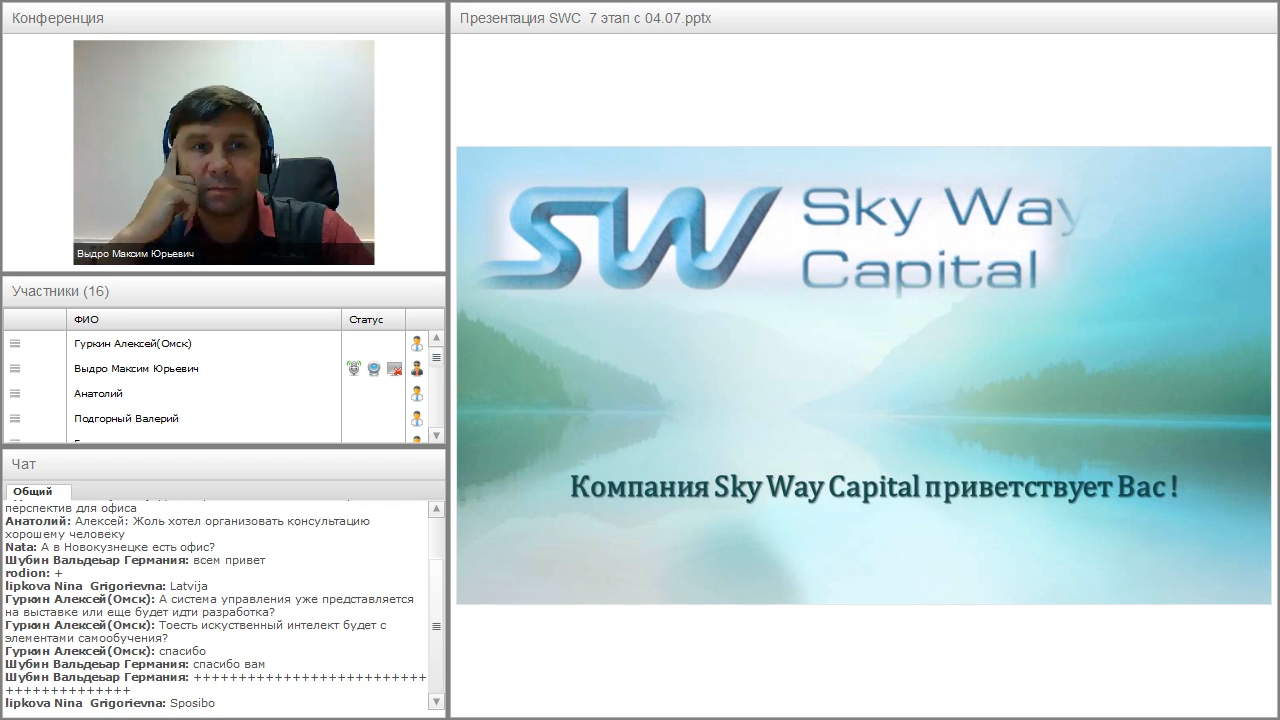 Конференция
Выдро Максим Юрьевич
Участники (16)
ФИО
Статус
Гуркин Алексей(Омск)
Выдро Максим Юрьевич
Анатолий
Подгорный Валерий
Чат
Общий
перспектив для офиса
Анатолий: Алексей: Жоль хотел организовать консультацию
хорошему человеку
Nata: А в Новокузнецке есть офис?
Шубин Вальдеьар Германия: всем привет
rodion: +
lipkova Nina Grigorievna: Latvija
Гуркин Алексей(Омск): А система управления уже представляется
на выставке или еще будет идти разработка?
Гуркин Алексей(Омск): Тоесть искуственный интелект будет с
элементами самообучения?
Гуркин Алексей(Омск): спасибо
Шубин Вальдеьар Германия: спасибо вам
Шубин Вальдеьар Германия: ++++++++++++++++++++++++++
++++++++++++++
lipkova Nina Grigorievna: Sposibo
Презентация SWC 7 этап с 04.07.pptx
SW
Sky Way
Capital
Компания Sky Way Capital приветствует Вас !